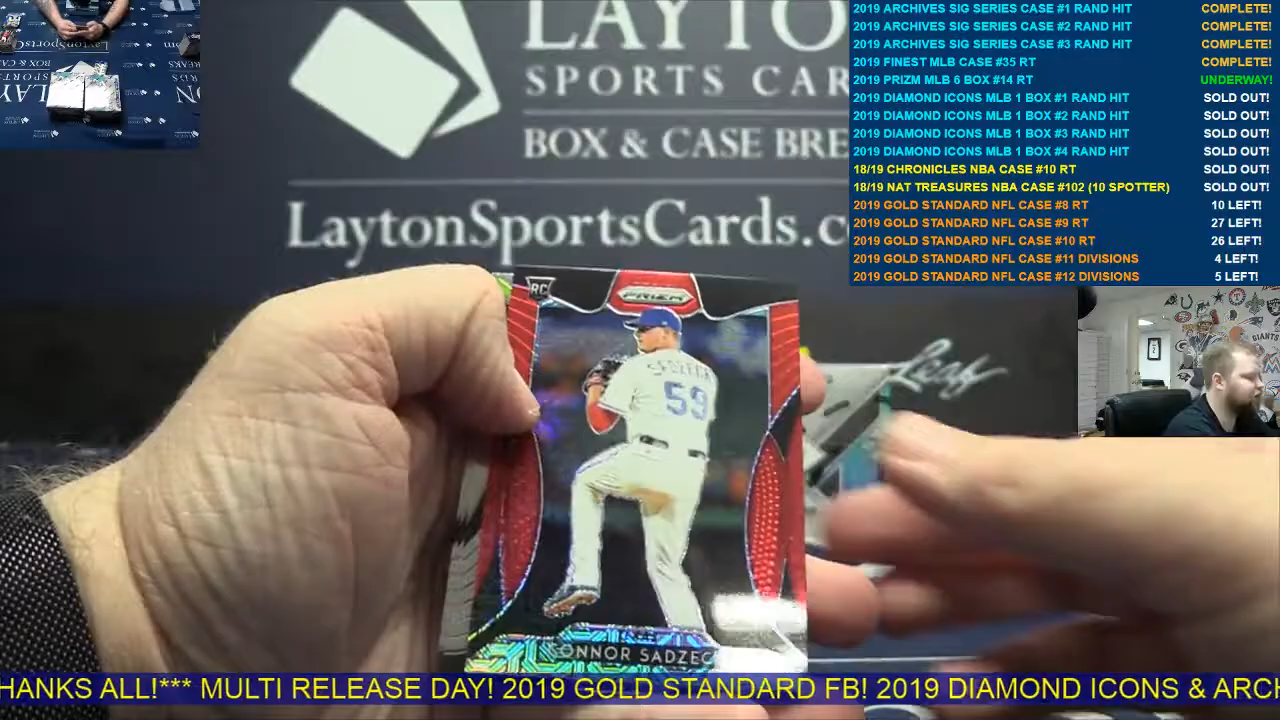 LAYTO
SPORTS CAR
BOX & CASE BRE
LaytonSportsCards.c
2019 ARCHIVES SIG SERIES CASE #1 RAND HIT COMPLETE!
2019 ARCHIVES SIG SERIES CASE #2 RAND HIT COMPLETE!
2019 ARCHIVES SIG SERIES CASE #3 RAND HIT COMPLETE!
2019 FINEST MLB CASE #35 RT COMPLETE!
2019 PRIZM MLB 6 BOX #14 RT UNDERWAY!
2019 DIAMOND ICONS MLB 1 BOX #1 RAND HIT SOLD OUT!
2019 DIAMOND ICONS MLB 1 BOX #2 RAND HIT SOLD OUT!
2019 DIAMOND ICONS MLB 1 BOX #3 RAND HIT SOLD OUT!
2019 DIAMOND ICONS MLB 1 BOX #4 RAND HIT SOLD OUT!
18/19 CHRONICLES NBA CASE #10 RT SOLD OUT!
18/19 NAT TREASURES NBA CASE #102 (10 SPOTTER) SOLD OUT!
2019 GOLD STANDARD NFL CASE #8 RT 10 LEFT!
2019 GOLD STANDARD NFL CASE #9 RT 27 LEFT!
2019 GOLD STANDARD NFL CASE #10 RT 26 LEFT!
2019 GOLD STANDARD NFL CASE #11 DIVISIONS 4 LEFT!
2019 GOLD STANDARD NFL CASE #12 DIVISIONS 5 LEFT!
RC
PRIZM
59
Leaf
CONNOR SADZEC
HANKS ALL!*** MULTI RELEASE DAY! 2019 GOLD STANDARD FB! 2019 DIAMOND ICONS & ARC